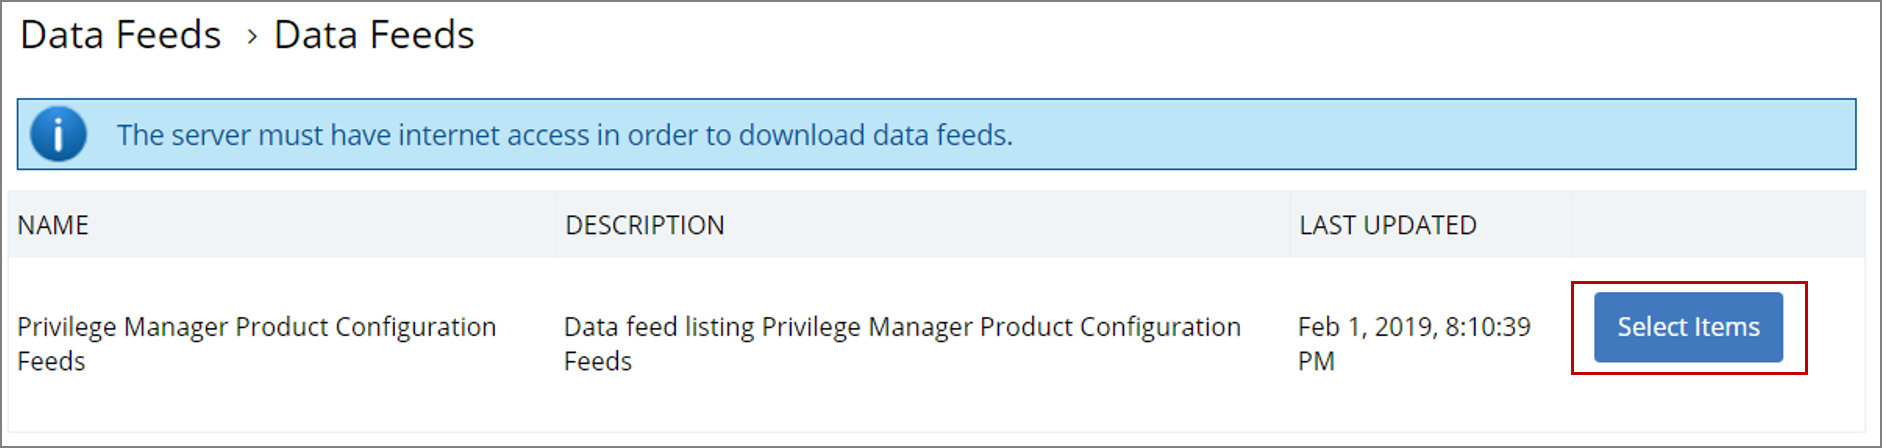 Data Feeds › Data Feeds
The server must have internet access in order to download data feeds.
NAME DESCRIPTION LAST UPDATED
Privilege Manager Product Configuration Feeds
Data feed listing Privilege Manager Product Configuration Feeds
Feb 1, 2019, 8:10:39 PM
Select Items